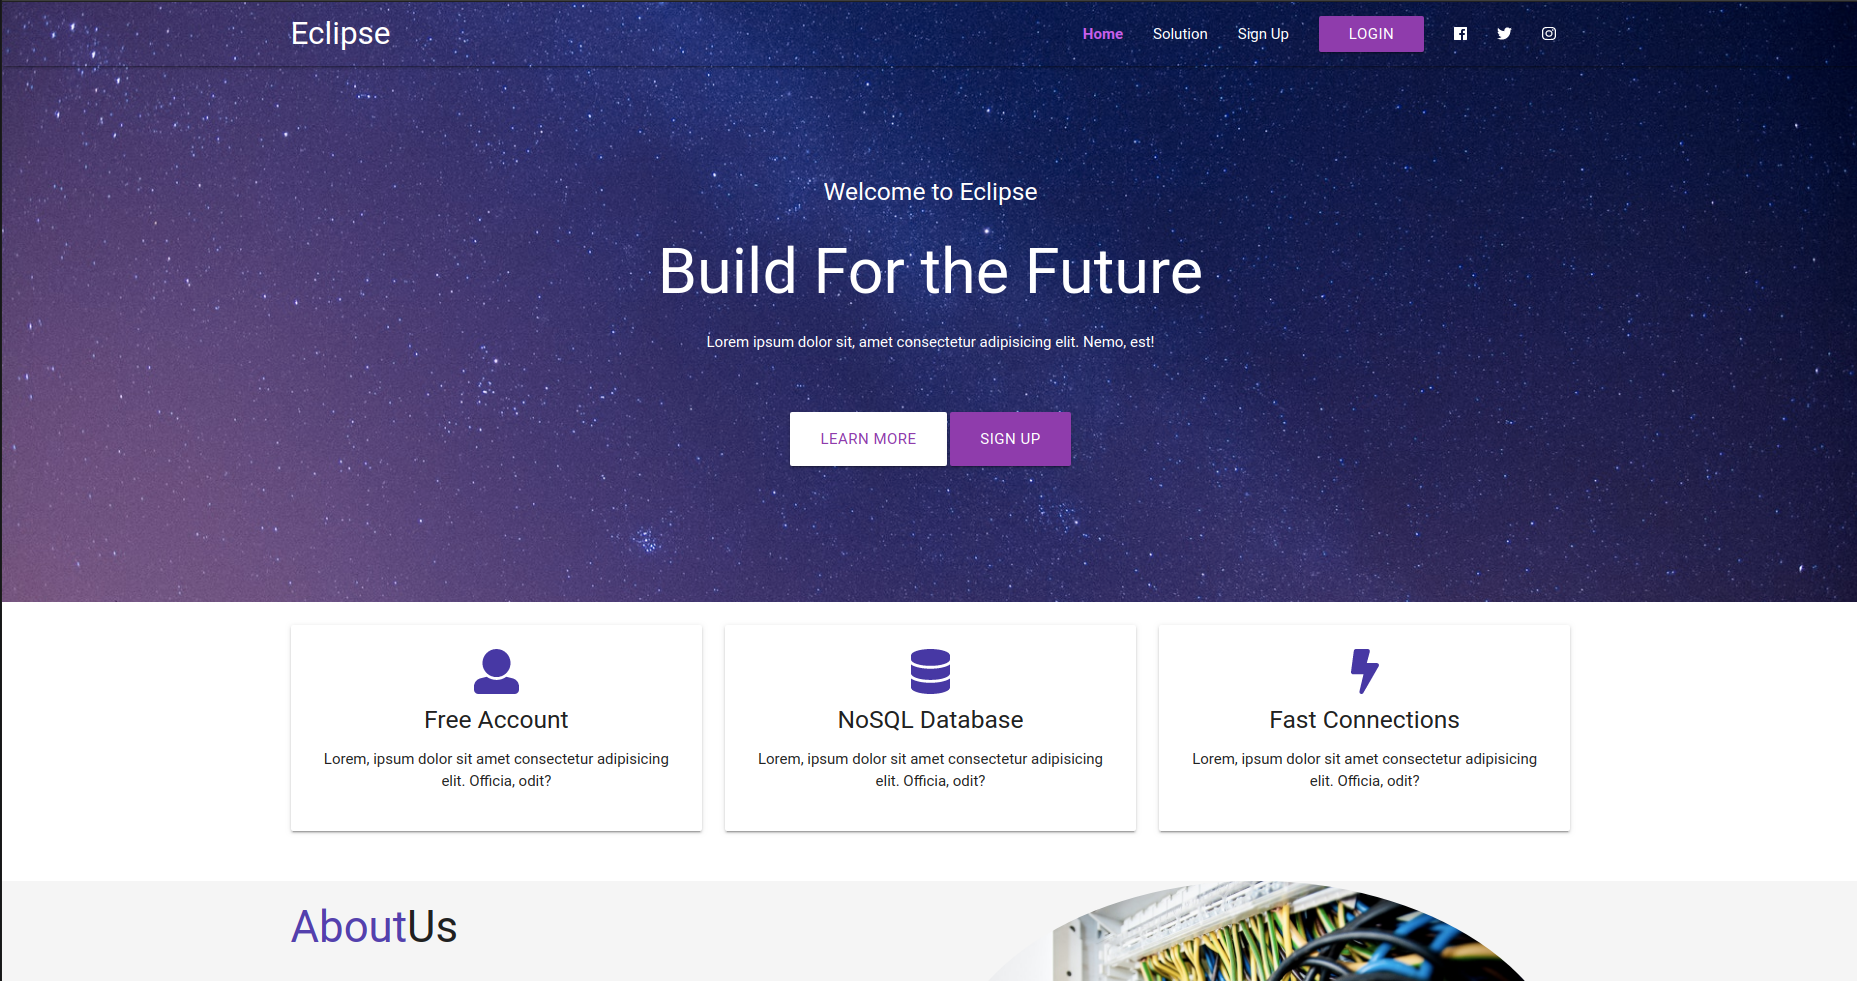 Eclipse
Home Solution Sign Up LOGIN
Welcome to Eclipse
Build For the Future
Lorem ipsum dolor sit, amet consectetur adipisicing elit. Nemo, est!
LEARN MORE SIGN UP
Free Account
Lorem, ipsum dolor sit amet consectetur adipisicing
elit. Officia, odit?
NoSQL Database
Lorem, ipsum dolor sit amet consectetur adipisicing
elit. Officia, odit?
Fast Connections
Lorem, ipsum dolor sit amet consectetur adipisicing
elit. Officia, odit?
AboutUs